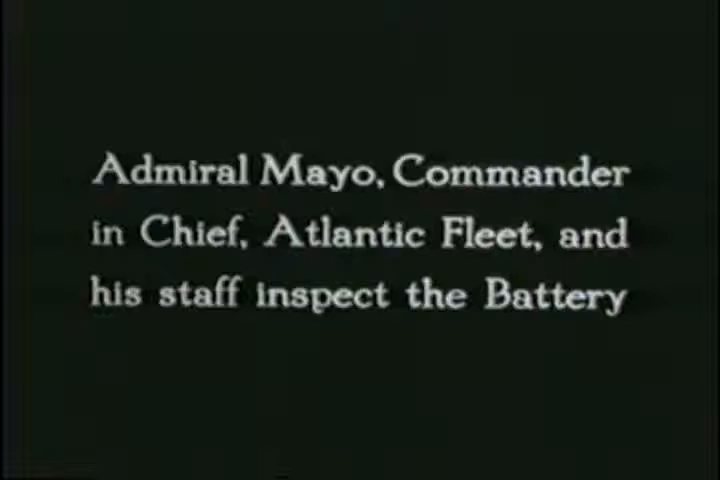 Admiral Mayo, Commander
in Chief, Atlantic Fleet, and
his staff inspect the Battery